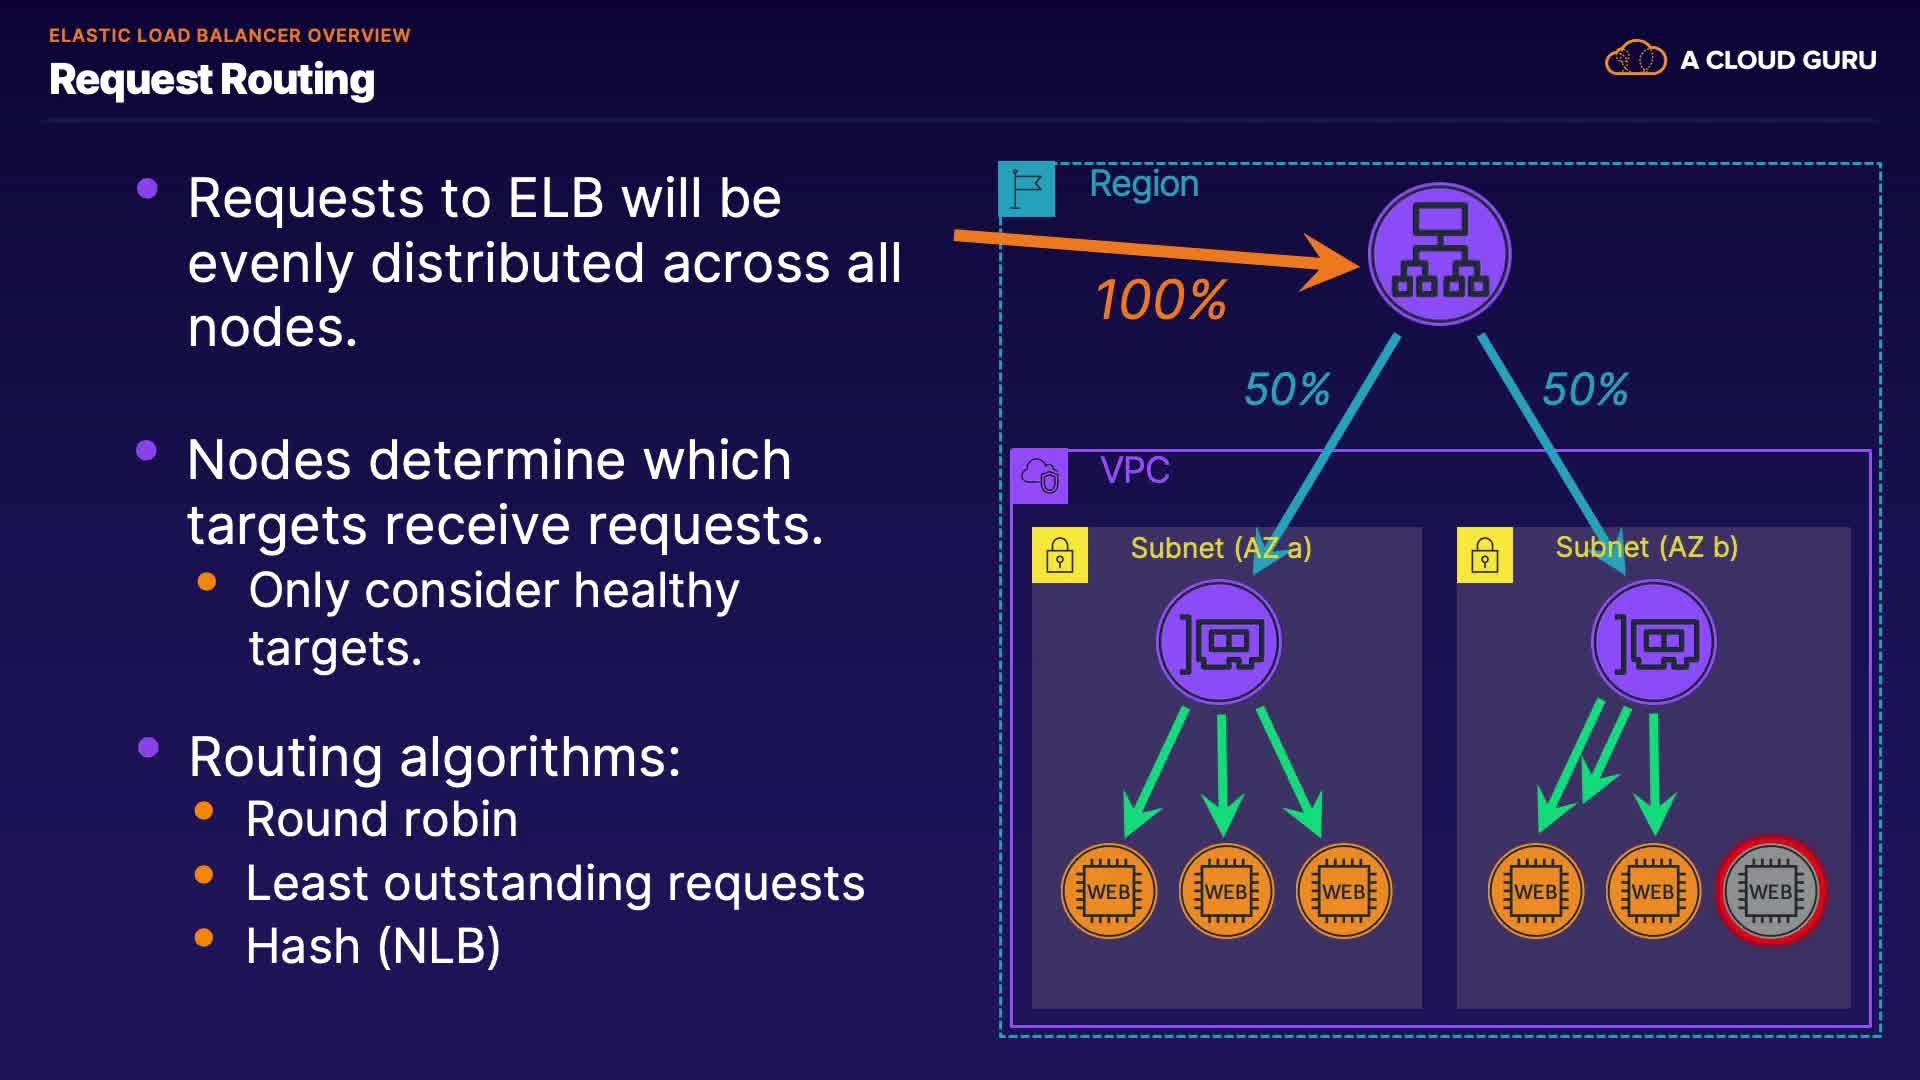 ELASTIC LOAD BALANCER OVERVIEW
Request Routing
A CLOUD GURU
• Requests to ELB will be
evenly distributed across all
nodes.
• Nodes determine which
targets receive requests.
• Only consider healthy
targets.
• Routing algorithms:
• Round robin
• Least outstanding requests
• Hash (NLB)
Region
100%
50%
50%
VPC
Subnet (AZ a)
Subnet (AZ b)
WEB
WEB
WEB
WEB
WEB
WEB